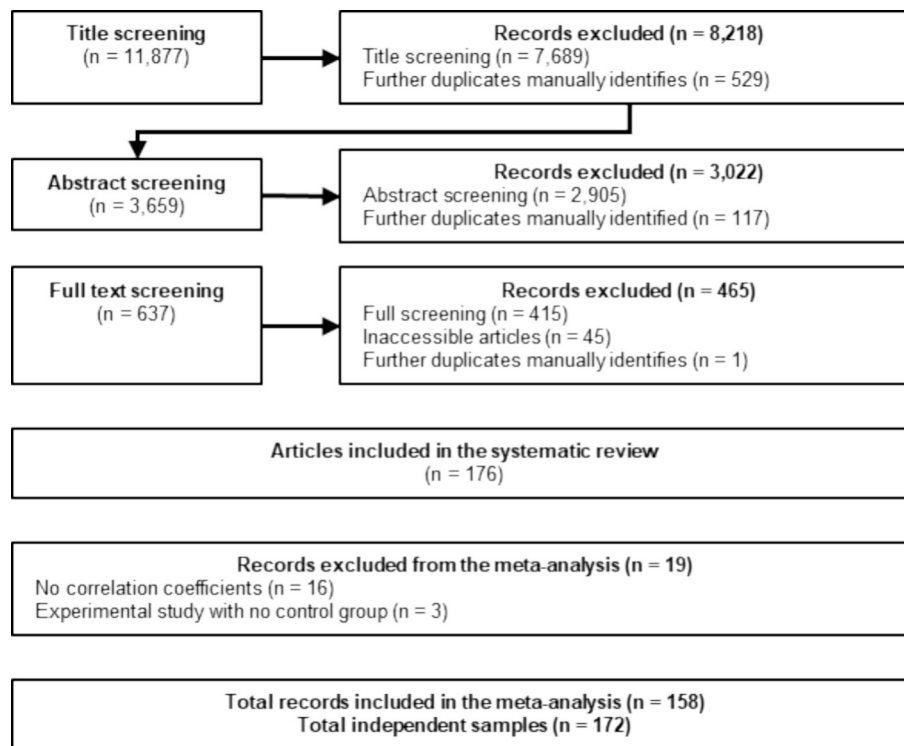 Title screening
(n = 11,877)
Records excluded (n = 8,218)
Title screening (n = 7,689)
Further duplicates manually identifies (n = 529)
Abstract screening
(n = 3,659)
Records excluded (n = 3,022)
Abstract screening (n = 2,905)
Further duplicates manually identified (n = 117)
Full text screening
(n = 637)
Records excluded (n = 465)
Full screening (n = 415)
Inaccessible articles (n = 45)
Further duplicates manually identifies (n = 1)
Articles included in the systematic review
(n = 176)
Records excluded from the meta-analysis (n = 19)
No correlation coefficients (n = 16)
Experimental study with no control group (n = 3)
Total records included in the meta-analysis (n = 158)
Total independent samples (n = 172)